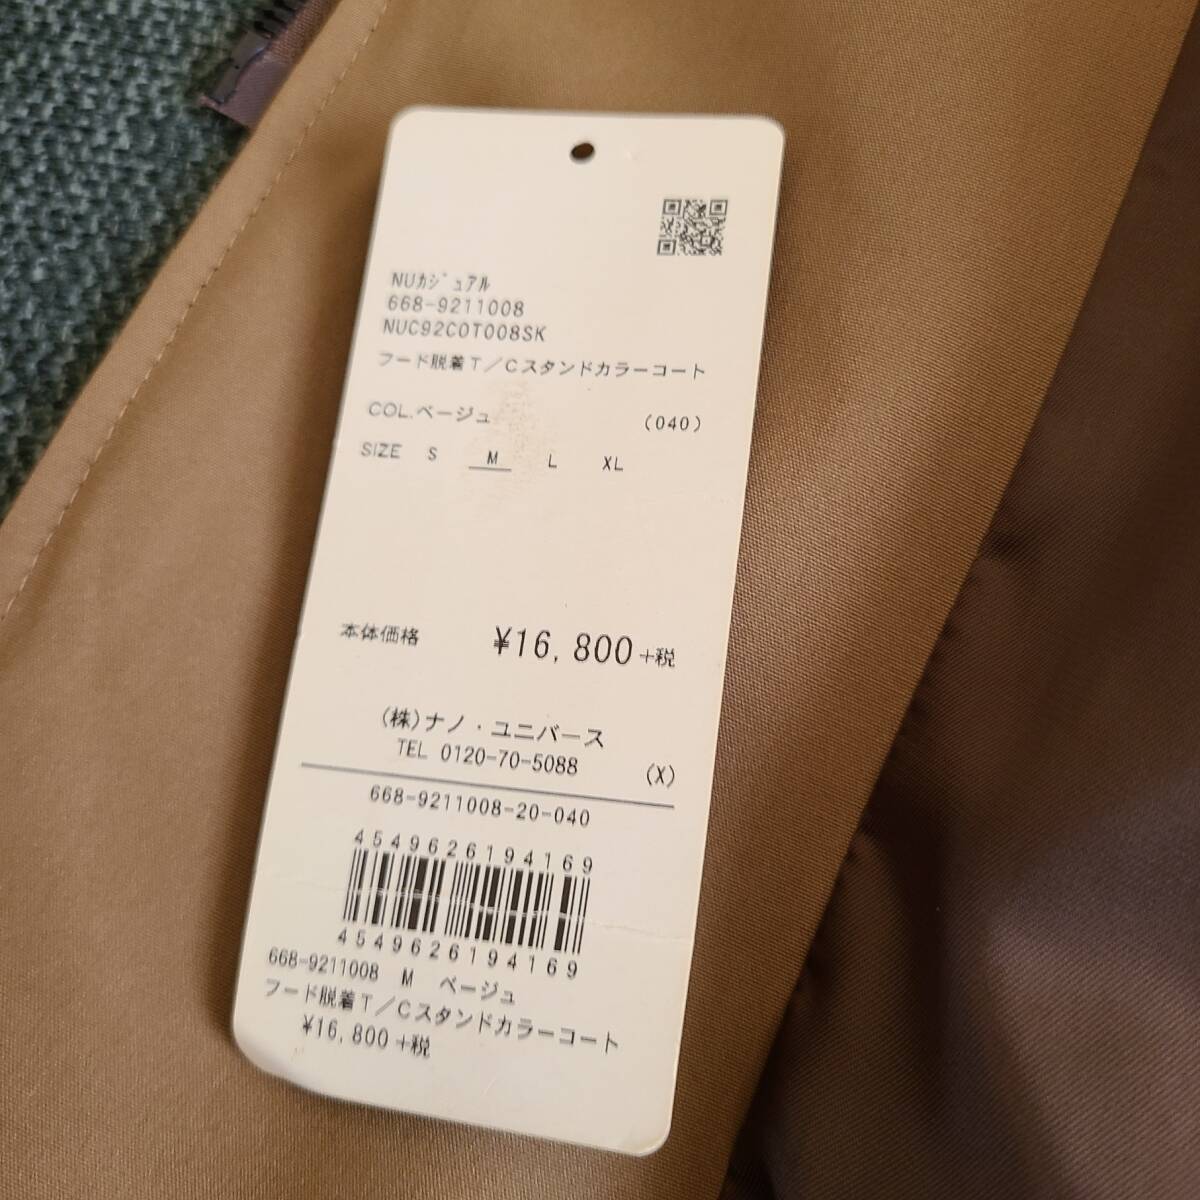 NUｶｼﾞｭｱﾙ
668-9211008
NUC92COT008SK
フード脱着T／Cスタンドカラーコート
COL.ベージュ (040)
SIZE S M L XL
本体価格 ¥16,800+税
(株)ナノ・ユニバース
TEL 0120-70-5088 (X)
668-9211008-20-040
4549626194169
4549626194169
668-9211008 M ベージュ
フード脱着T／Cスタンドカラーコート
¥16,800+税